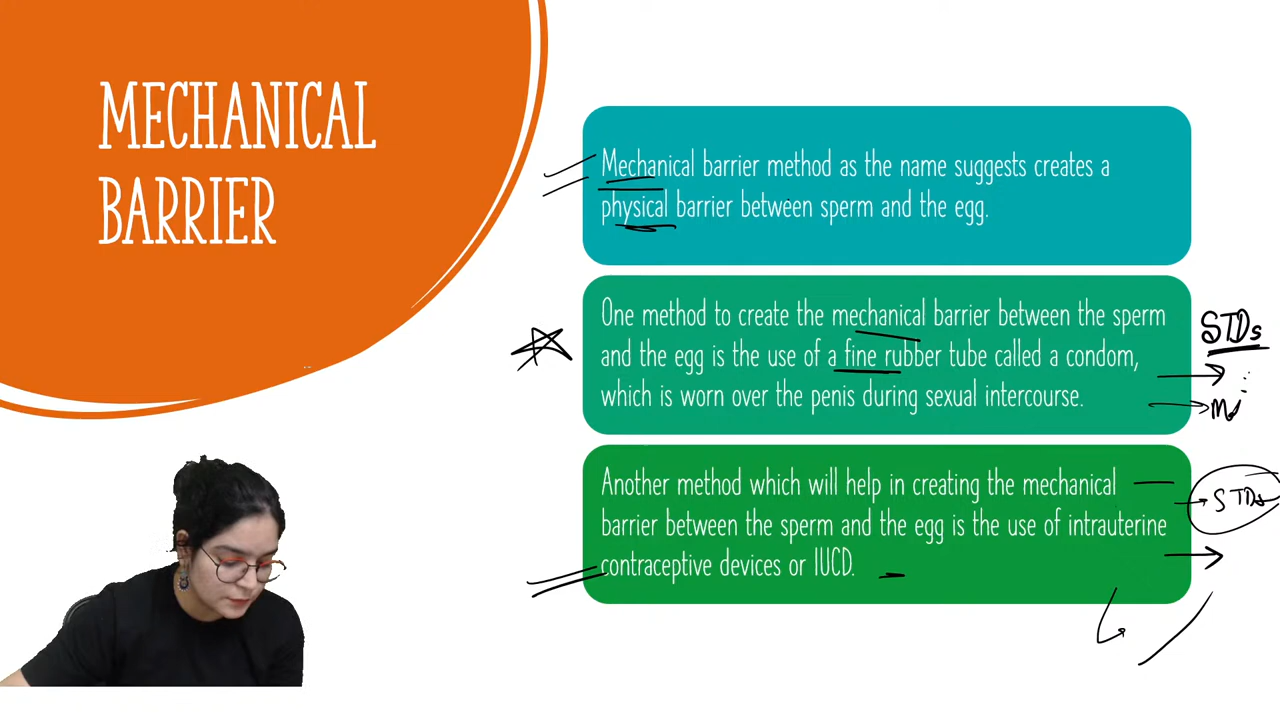 MECHANICAL
BARRIER
Mechanical barrier method as the name suggests creates a
physical barrier between sperm and the egg.
One method to create the mechanical barrier between the sperm
and the egg is the use of a fine rubber tube called a condom,
which is worn over the penis during sexual intercourse.
STDs
Another method which will help in creating the mechanical
barrier between the sperm and the egg is the use of intrauterine
contraceptive devices or IUCD.
STDs